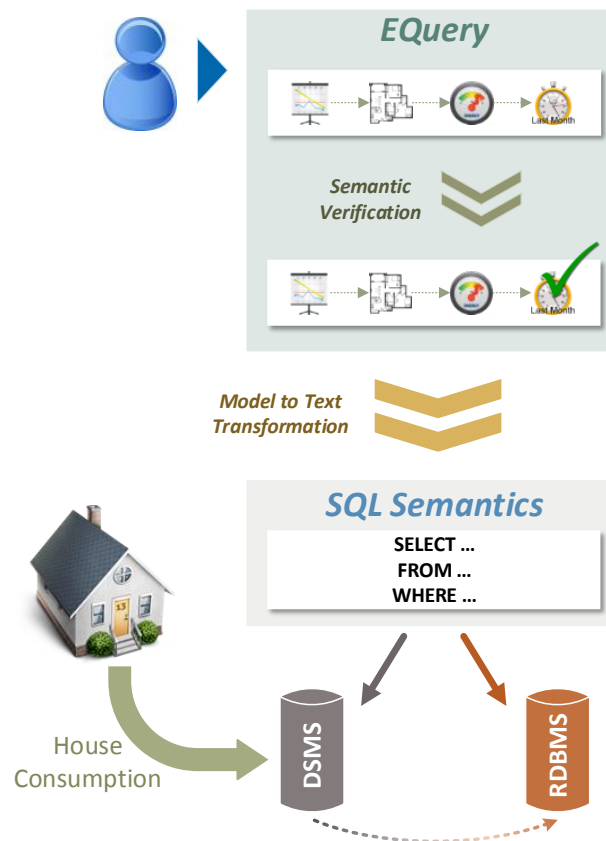 EQuery
Last Month
Semantic
Verification
Last Month
Model to Text
Transformation
SQL Semantics
SELECT ...
FROM ...
WHERE ...
13
House
Consumption
DSMS
RDBMS